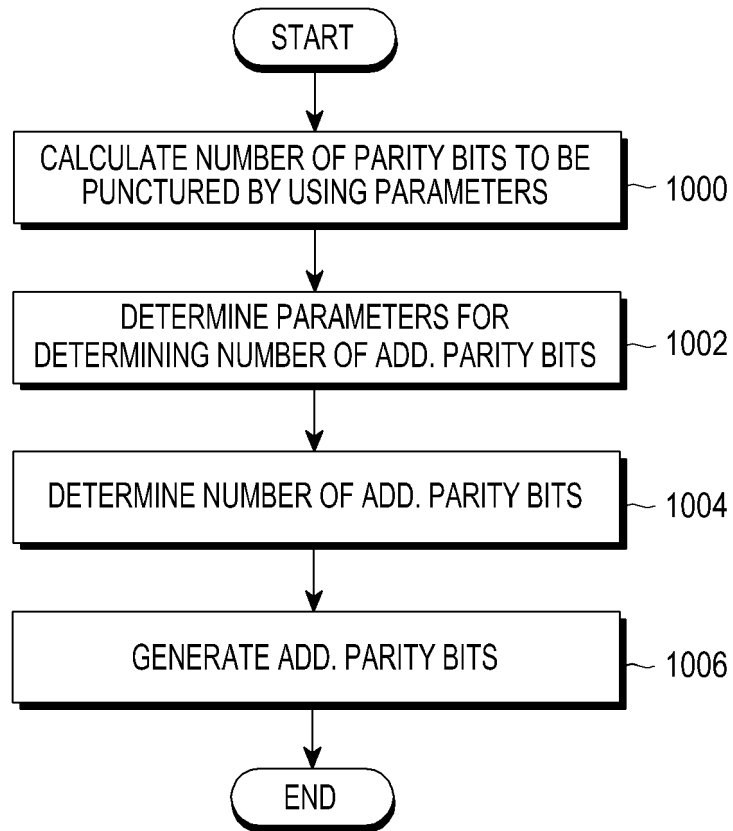 START
CALCULATE NUMBER OF PARITY BITS TO BE
PUNCTURED BY USING PARAMETERS
1000
DETERMINE PARAMETERS FOR
DETERMINING NUMBER OF ADD. PARITY BITS
1002
DETERMINE NUMBER OF ADD. PARITY BITS
1004
GENERATE ADD. PARITY BITS
1006
END